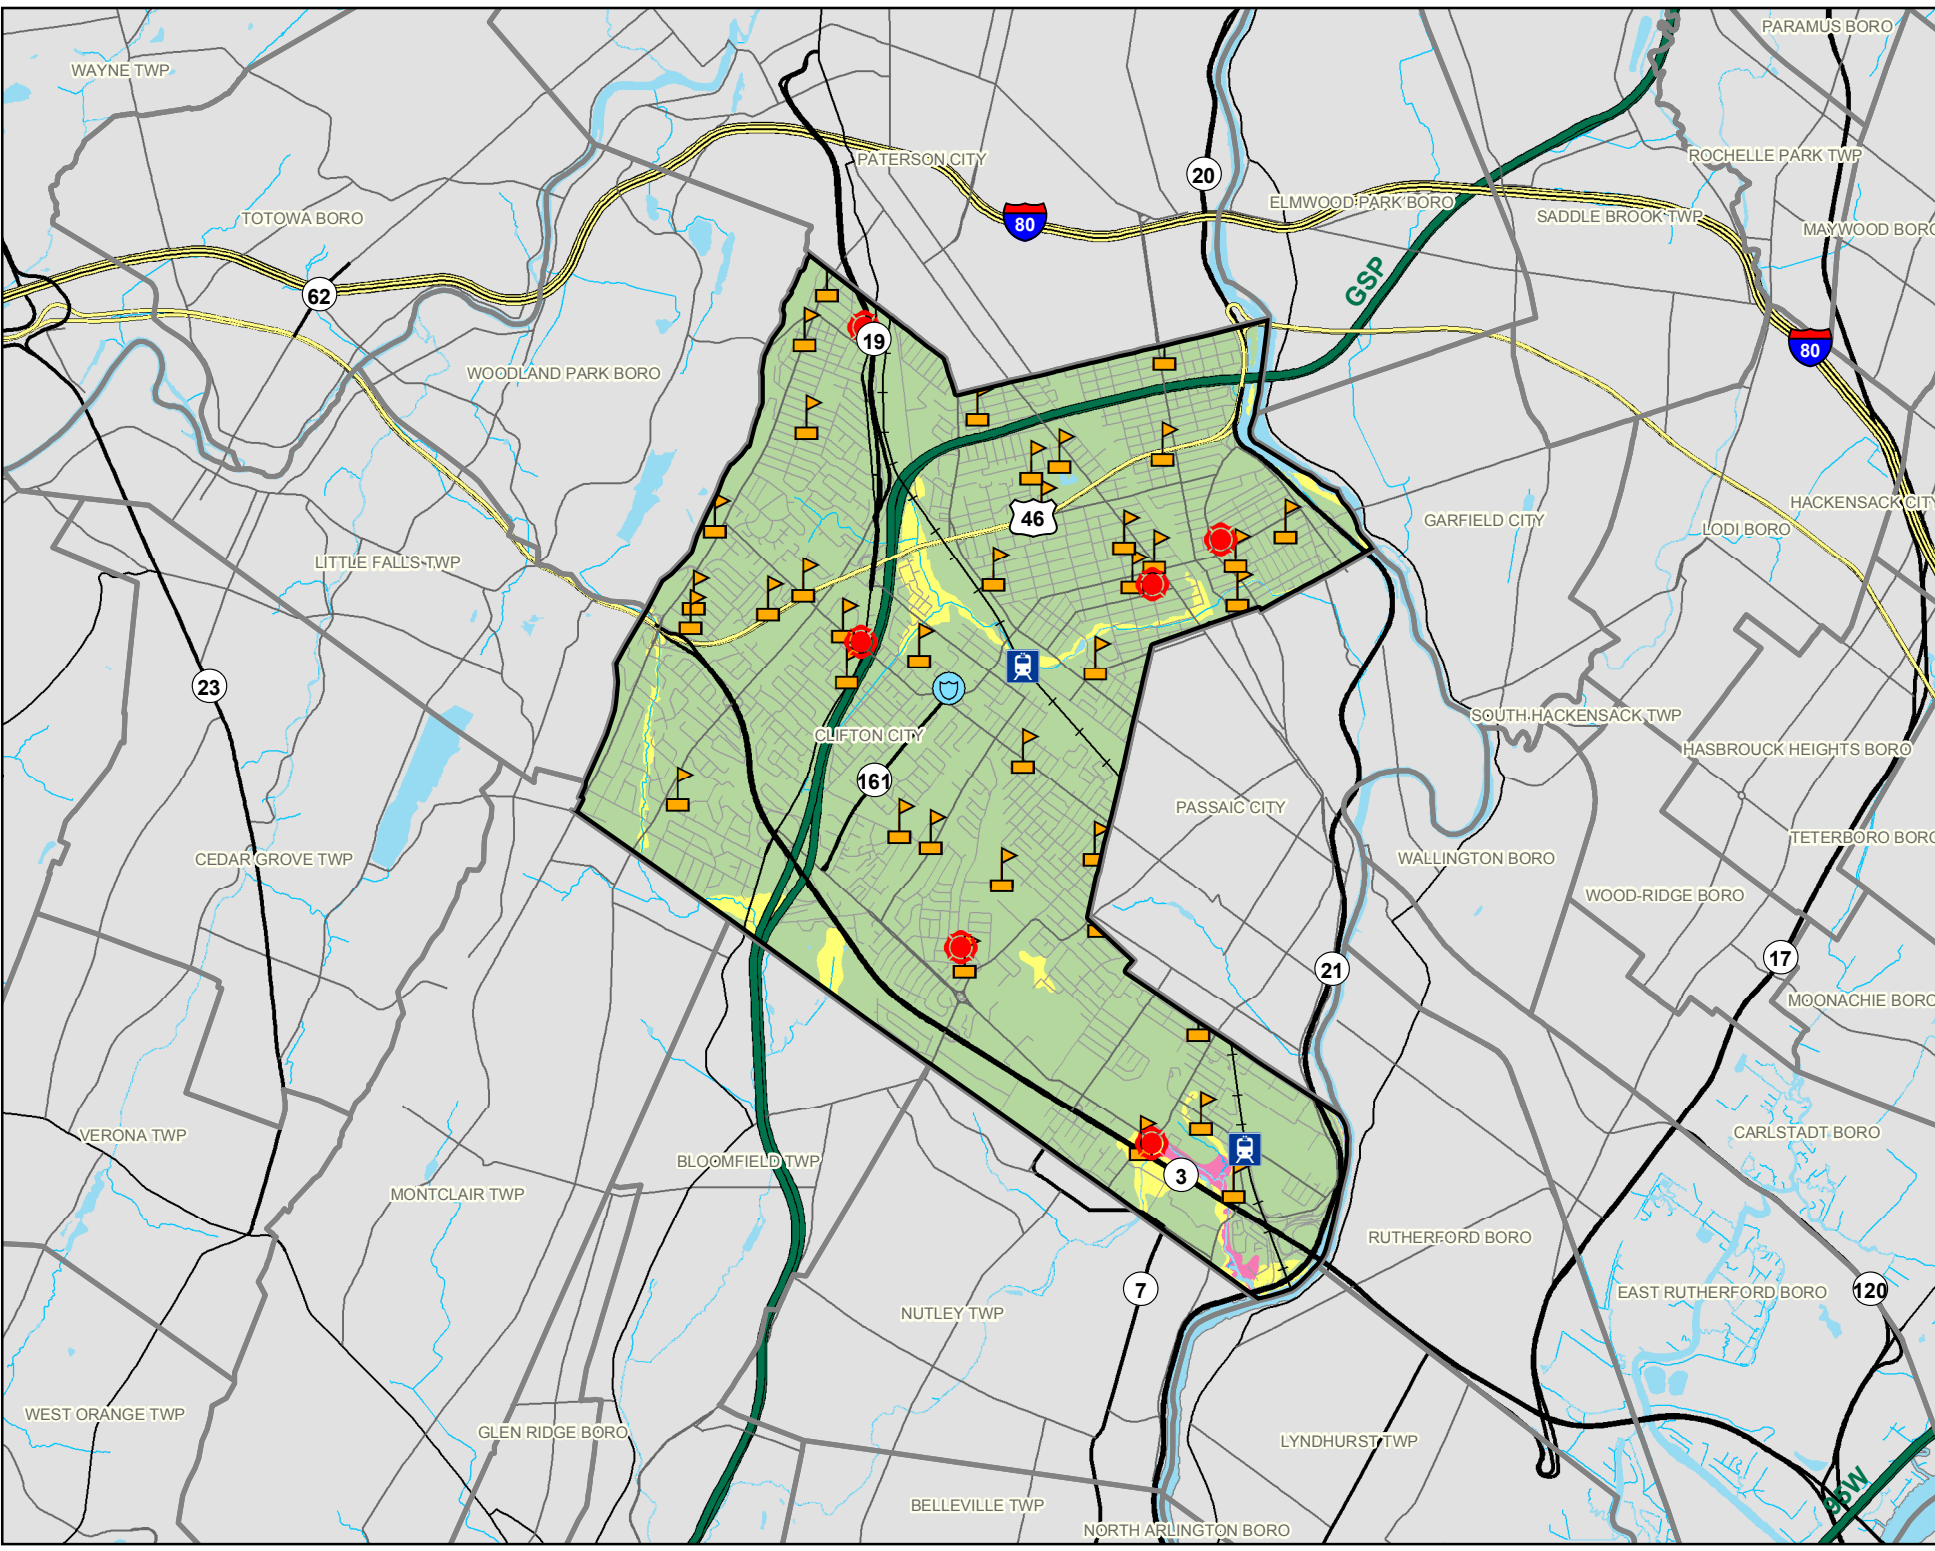 PARAMUS BORO
WAYNE TWP
PATERSON CITY
ROCHELLE PARK TWP
20
ELMWOOD PARK BORO
TOTOWA BORO
80
SADDLE BROOK TWP
MAYWOOD BORO
GSP
62
19
80
WOODLAND PARK BORO
HACKENSACK CITY
46
GARFIELD CITY
LODI BORO
LITTLE FALLS TWP
23
SOUTH HACKENSACK TWP
CLIFTON CITY
HASBROUCK HEIGHTS BORO
161
PASSAIC CITY
TETERBORO BORO
CEDAR GROVE TWP
WALLINGTON BORO
WOOD-RIDGE BORO
21
17
MOONACHIE BORO
VERONA TWP
CARLSTADT BORO
BLOOMFIELD TWP
3
MONTCLAIR TWP
RUTHERFORD BORO
7
EAST RUTHERFORD BORO
120
NUTLEY TWP
WEST ORANGE TWP
GLEN RIDGE BORO
LYNDHURST TWP
95W
BELLEVILLE TWP
NORTH ARLINGTON BORO